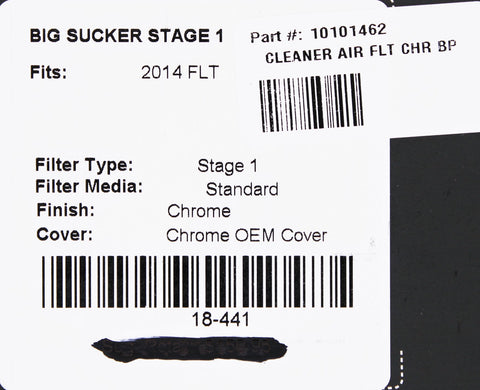 BIG SUCKER STAGE 1
Fits: 2014 FLT
Part #: 10101462
CLEANER AIR FLT CHR BP
Filter Type: Stage 1
Filter Media: Standard
Finish: Chrome
Cover: Chrome OEM Cover
18-441